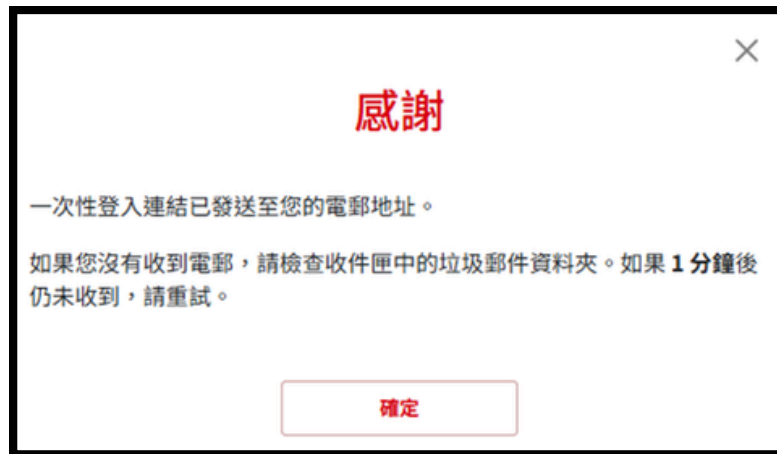 感謝
一次性登入連結已發送至您的電郵地址。
如果您沒有收到電郵，請檢查收件匣中的垃圾郵件資料夾。如果 1 分鐘後
仍未收到，請重試。
確定